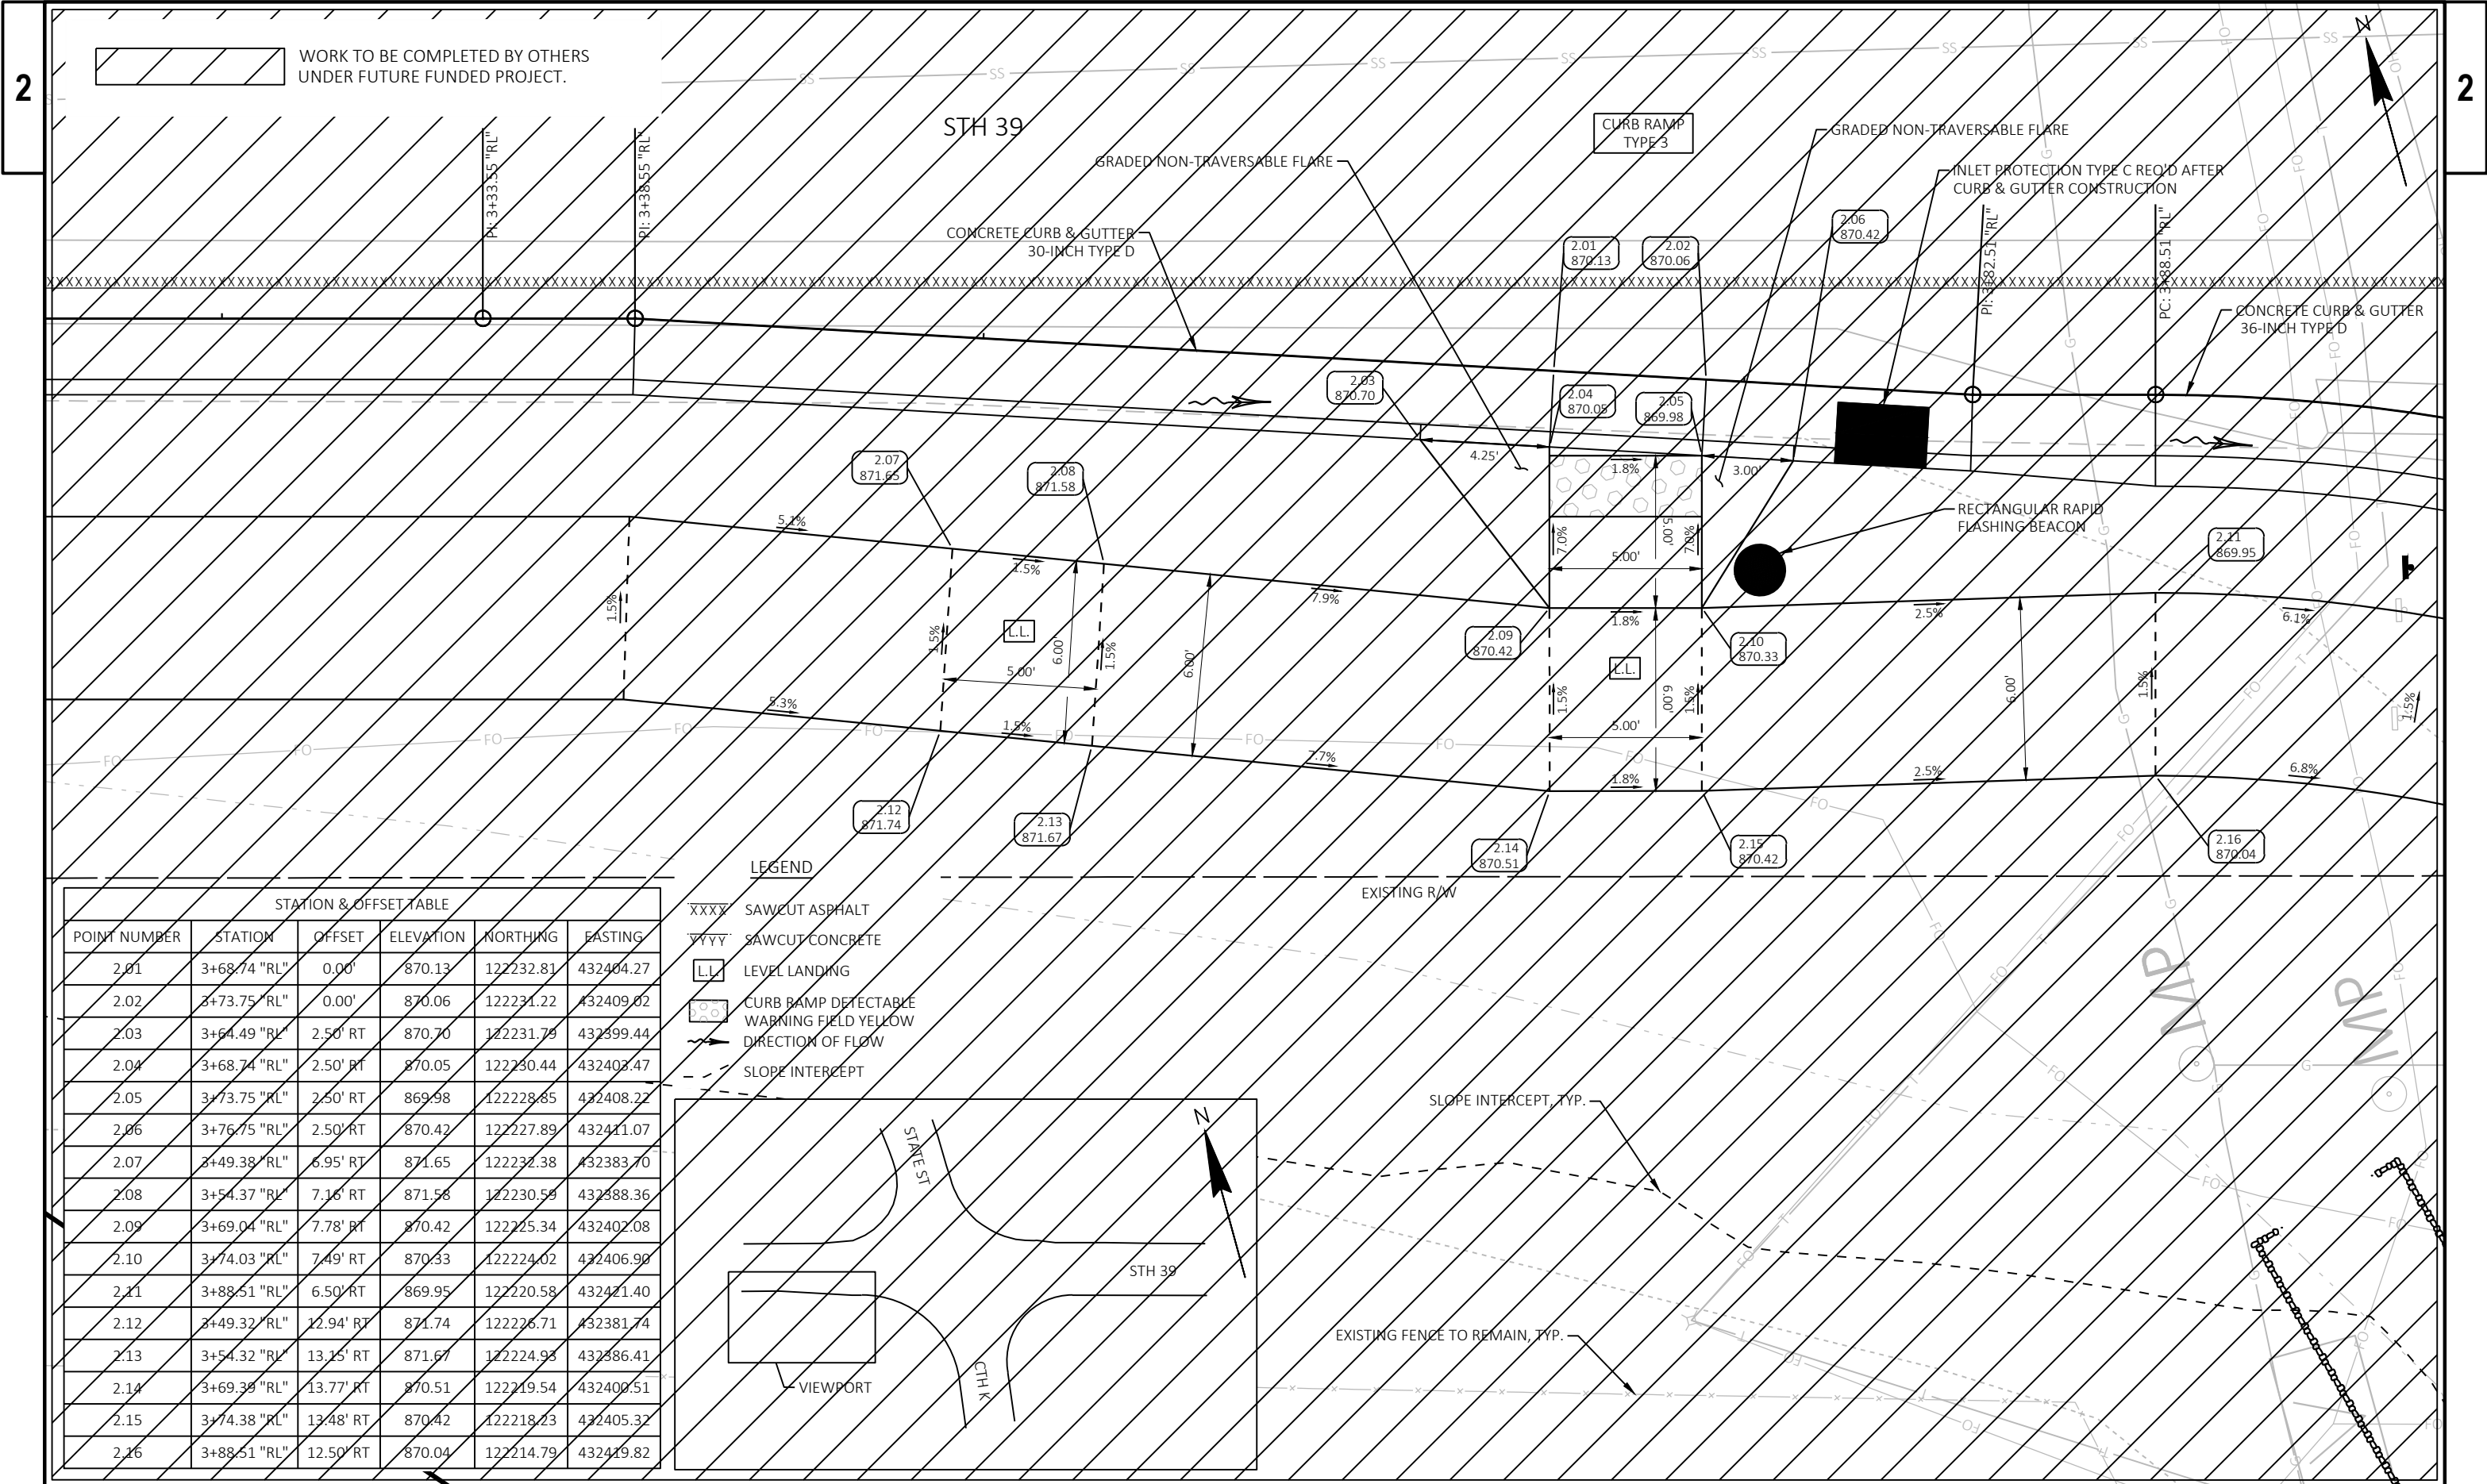 2
2
WORK TO BE COMPLETED BY OTHERS
UNDER FUTURE FUNDED PROJECT.
N
STH 39
CURB RAMP
TYPE 3
GRADED NON-TRAVERSABLE FLARE
GRADED NON-TRAVERSABLE FLARE
INLET PROTECTION TYPE C REQ'D AFTER
CURB & GUTTER CONSTRUCTION
PI: 3+33.55 "RL"
PI: 3+38.55 "RL"
CONCRETE CURB & GUTTER
30-INCH TYPE D
2.01
870.13
2.02
870.06
2.06
870.42
PI: 3+82.51 "RL"
PC: 3+88.51 "RL"
CONCRETE CURB & GUTTER
36-INCH TYPE D
2.03
870.70
2.04
870.05
2.05
869.98
2.07
871.65
2.08
871.58
4.25'
1.8%
3.00'
RECTANGULAR RAPID
FLASHING BEACON
5.1%
1.5%
7.9%
7.0%
5.00'
7.0%
5.00'
2.11
869.95
1.5%
1.5%
L.L.
6.00'
1.5%
5.00'
6.00'
2.09
870.42
1.8%
2.10
870.33
2.5%
6.1%
L.L.
1.5%
6.00'
1.5%
5.00'
6.00'
1.5%
1.5%
5.3%
1.5%
7.7%
1.8%
2.5%
6.8%
2.12
871.74
2.13
871.67
2.14
870.51
2.15
870.42
2.16
870.04
EXISTING R/W
LEGEND
XXXX SAWCUT ASPHALT
YYYY SAWCUT CONCRETE
L.L. LEVEL LANDING
CURB RAMP DETECTABLE
WARNING FIELD YELLOW
DIRECTION OF FLOW
SLOPE INTERCEPT
STATION & OFFSET TABLE
POINT NUMBER STATION OFFSET ELEVATION NORTHING EASTING
2.01 3+68.74 "RL" 0.00' 870.13 122232.81 432404.27
2.02 3+73.75 "RL" 0.00' 870.06 122231.22 432409.02
2.03 3+64.49 "RL" 2.50' RT 870.70 122231.79 432399.44
2.04 3+68.74 "RL" 2.50' RT 870.05 122230.44 432403.47
2.05 3+73.75 "RL" 2.50' RT 869.98 122228.85 432408.22
2.06 3+76.75 "RL" 2.50' RT 870.42 122227.89 432411.07
2.07 3+49.38 "RL" 6.95' RT 871.65 122232.38 432383.70
2.08 3+54.37 "RL" 7.16' RT 871.58 122230.59 432388.36
2.09 3+69.04 "RL" 7.78' RT 870.42 122225.34 432402.08
2.10 3+74.03 "RL" 7.49' RT 870.33 122224.02 432406.90
2.11 3+88.51 "RL" 6.50' RT 869.95 122220.58 432421.40
2.12 3+49.32 "RL" 12.94' RT 871.74 122226.71 432381.74
2.13 3+54.32 "RL" 13.15' RT 871.67 122224.93 432386.41
2.14 3+69.39 "RL" 13.77' RT 870.51 122219.54 432400.51
2.15 3+74.38 "RL" 13.48' RT 870.42 122218.23 432405.32
2.16 3+88.51 "RL" 12.50' RT 870.04 122214.79 432419.82
STATE ST
N
STH 39
CTH K
VIEWPORT
SLOPE INTERCEPT, TYP.
EXISTING FENCE TO REMAIN, TYP.
MP
MP